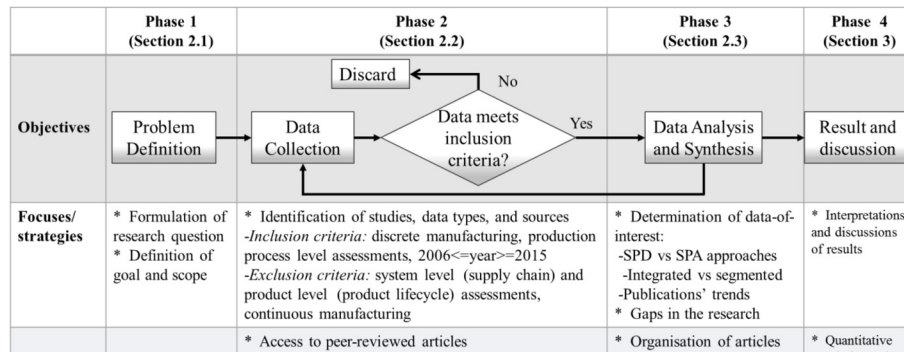 Phase 1
(Section 2.1)
Phase 2
(Section 2.2)
Phase 3
(Section 2.3)
Phase 4
(Section 3)
Objectives
Problem
Definition
Data
Collection
Discard
No
Data meets
inclusion
criteria?
Yes
Data Analysis
and Synthesis
Result and
discussion
Focuses/
strategies
* Formulation of
research question
* Definition of
goal and scope
* Identification of studies, data types, and sources
-Inclusion criteria: discrete manufacturing, production
process level assessments, 2006<=year>=2015
-Exclusion criteria: system level (supply chain) and
product level (product lifecycle) assessments,
continuous manufacturing
* Determination of data-of-
interest:
-SPD vs SPA approaches
-Integrated vs segmented
-Publications' trends
* Gaps in the research
* Interpretations
and discussions
of results
* Access to peer-reviewed articles
* Organisation of articles
* Quantitative